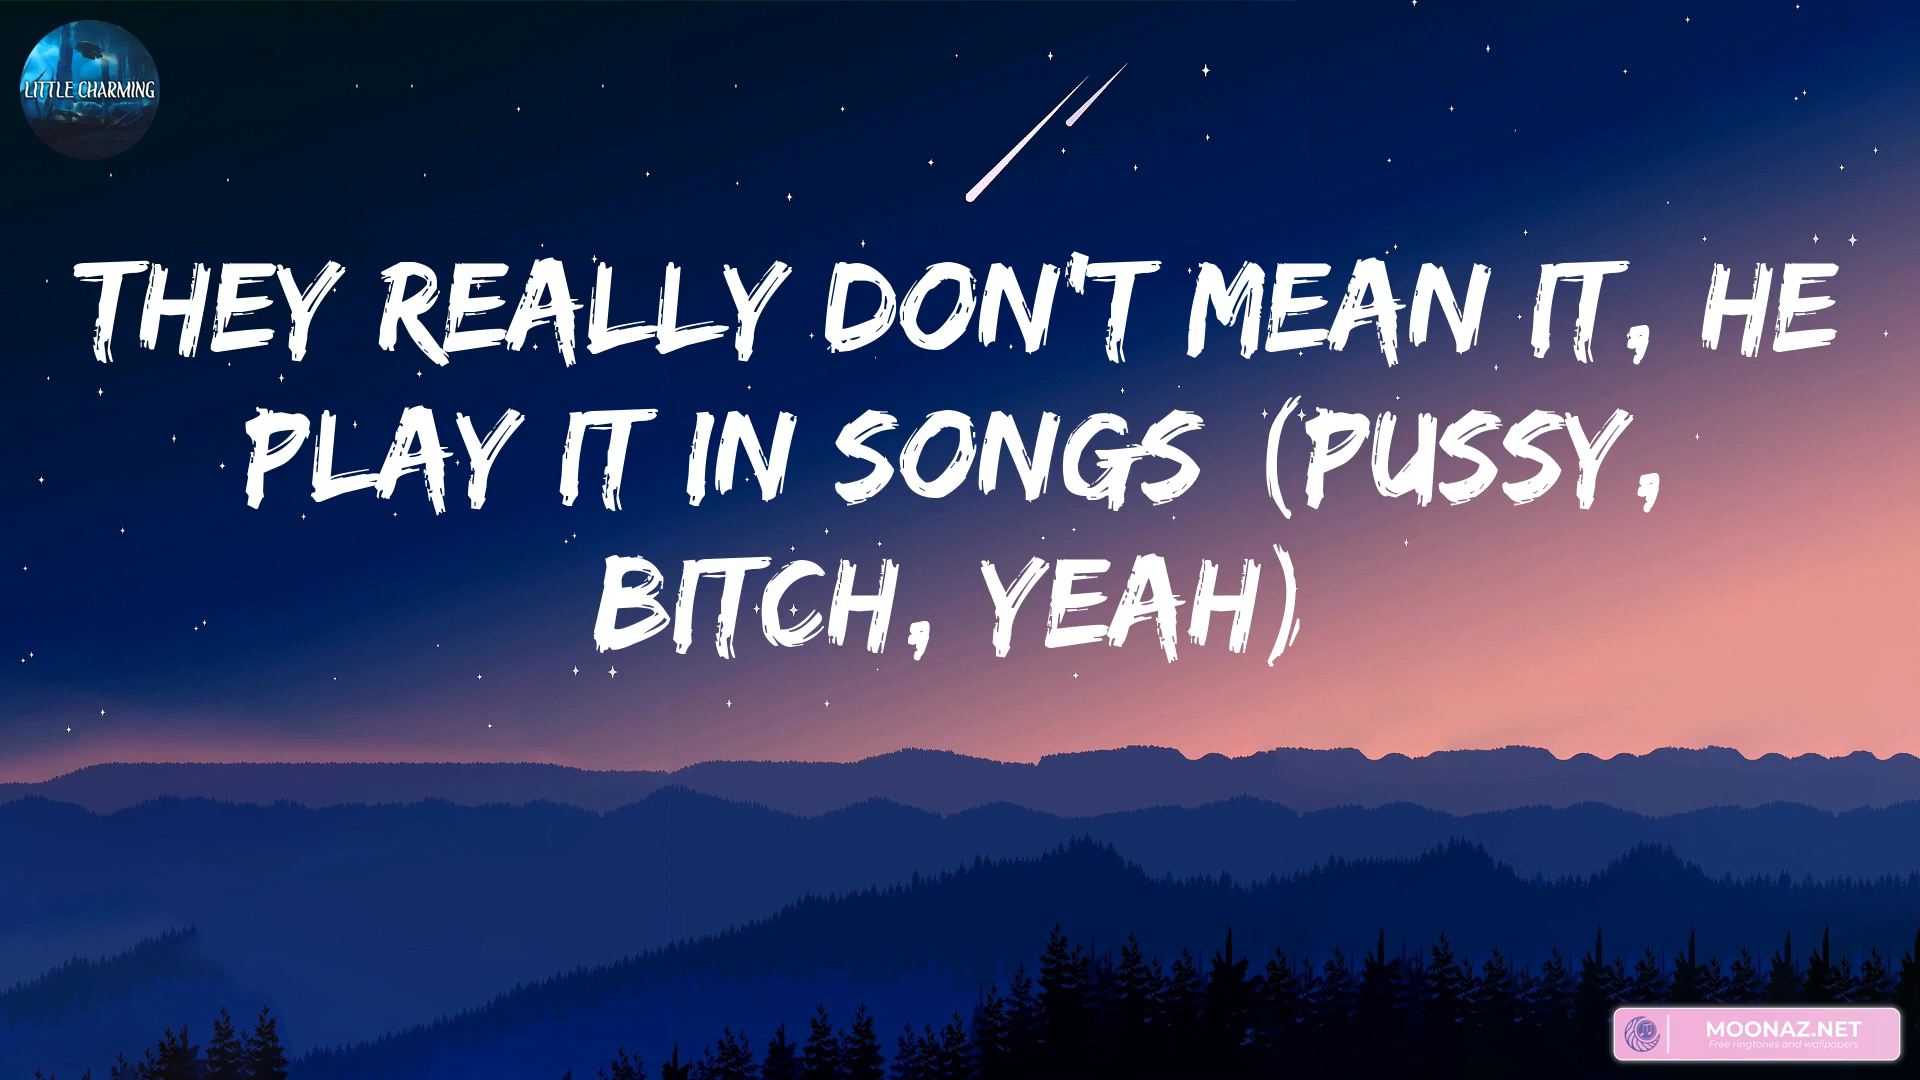 LITTLE CHARMING
THEY REALLY DON'T MEAN IT, HE
PLAY IT IN SONGS (PUSSY,
BITCH, YEAH)
MOONAZ.NET
Free ringtones and wallpapers